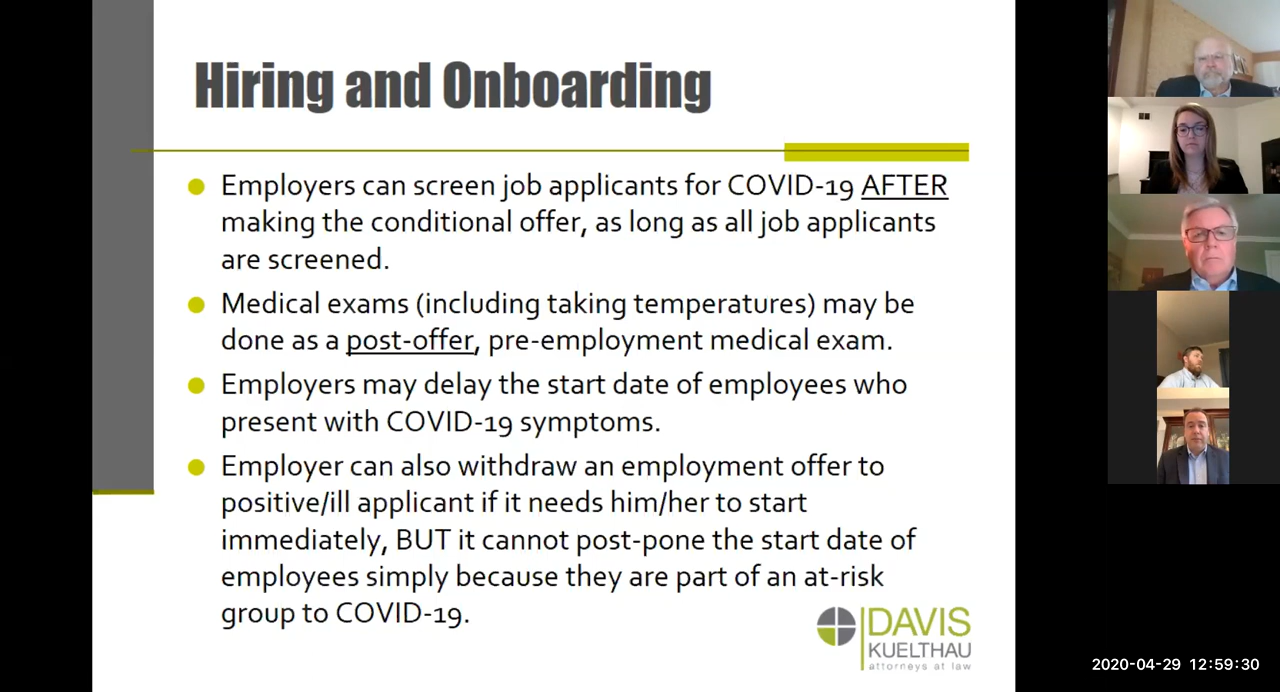 Hiring and Onboarding
Employers can screen job applicants for COVID-19 AFTER
making the conditional offer, as long as all job applicants
are screened.
Medical exams (including taking temperatures) may be
done as a post-offer, pre-employment medical exam.
Employers may delay the start date of employees who
present with COVID-19 symptoms.
Employer can also withdraw an employment offer to
positive/ill applicant if it needs him/her to start
immediately, BUT it cannot post-pone the start date of
employees simply because they are part of an at-risk
group to COVID-19.
DAVIS
KUELTHAU
attorneys at law
2020-04-29 12:59:30